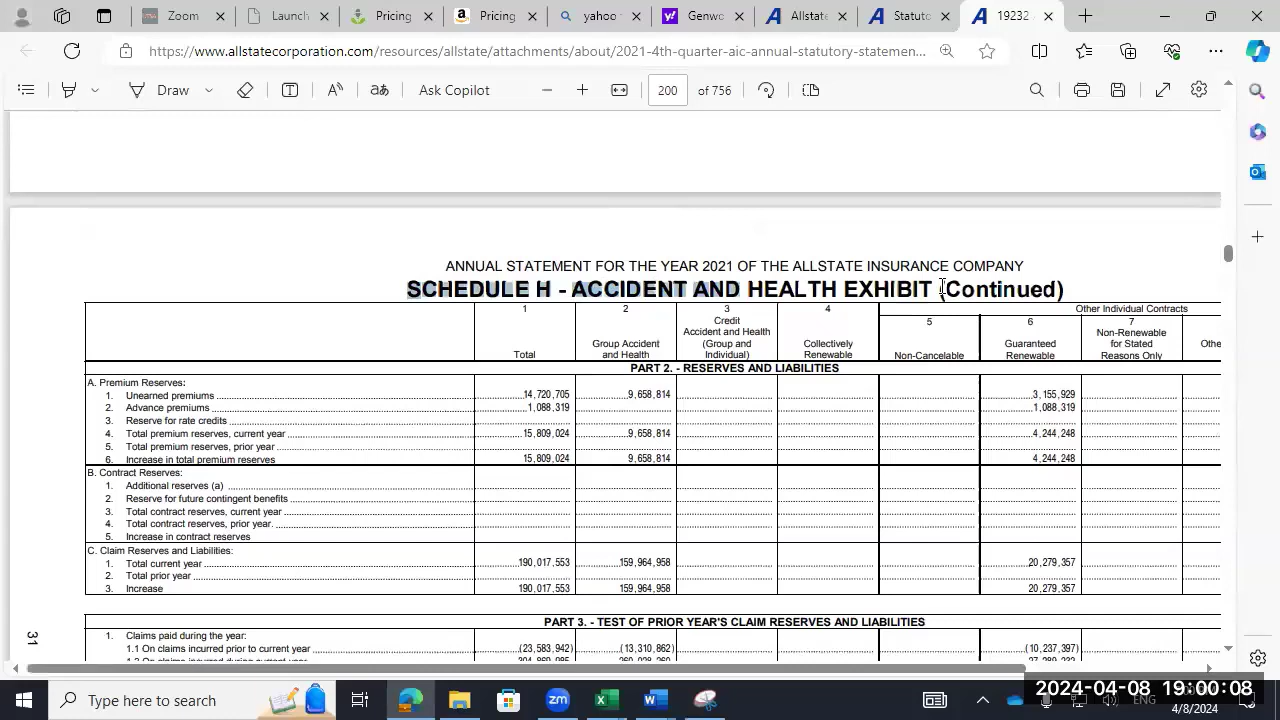 Zoom
Launch
Pricing
Pricing
yahoo
Genwo
Allstate
Statuto
19232
https://www.allstatecorporation.com/resources/allstate/attachments/about/2021-4th-quarter-aic-annual-statutory-statemen...
Draw
Ask Copilot
200 of 756
ANNUAL STATEMENT FOR THE YEAR 2021 OF THE ALLSTATE INSURANCE COMPANY
SCHEDULE H - ACCIDENT AND HEALTH EXHIBIT (Continued)
1 2 3 4 Other Individual Contracts
Credit 5 6 7
Accident and Health Non-Renewable
Group Accident (Group and Collectively Guaranteed for Stated
Total and Health Individual) Renewable Non-Cancelable Renewable Reasons Only Othe
PART 2. - RESERVES AND LIABILITIES
A. Premium Reserves:
1. Unearned premiums 14,720,705 9,658,814 3,155,929
2. Advance premiums 1,088,319 1,088,319
3. Reserve for rate credits
4. Total premium reserves, current year 15,809,024 9,658,814 4,244,248
5. Total premium reserves, prior year
6. Increase in total premium reserves 15,809,024 9,658,814 4,244,248
B. Contract Reserves:
1. Additional reserves (a)
2. Reserve for future contingent benefits
3. Total contract reserves, current year
4. Total contract reserves, prior year.
5. Increase in contract reserves
C. Claim Reserves and Liabilities:
1. Total current year 190,017,553 159,964,958 20,279,357
2. Total prior year
3. Increase 190,017,553 159,964,958 20,279,357
31
PART 3. - TEST OF PRIOR YEAR'S CLAIM RESERVES AND LIABILITIES
1. Claims paid during the year:
1.1 On claims incurred prior to current year (23,583,942) (13,310,862) (10,237,397)
Type here to search
ENG
2024-04-08 19:00:08
4/8/2024